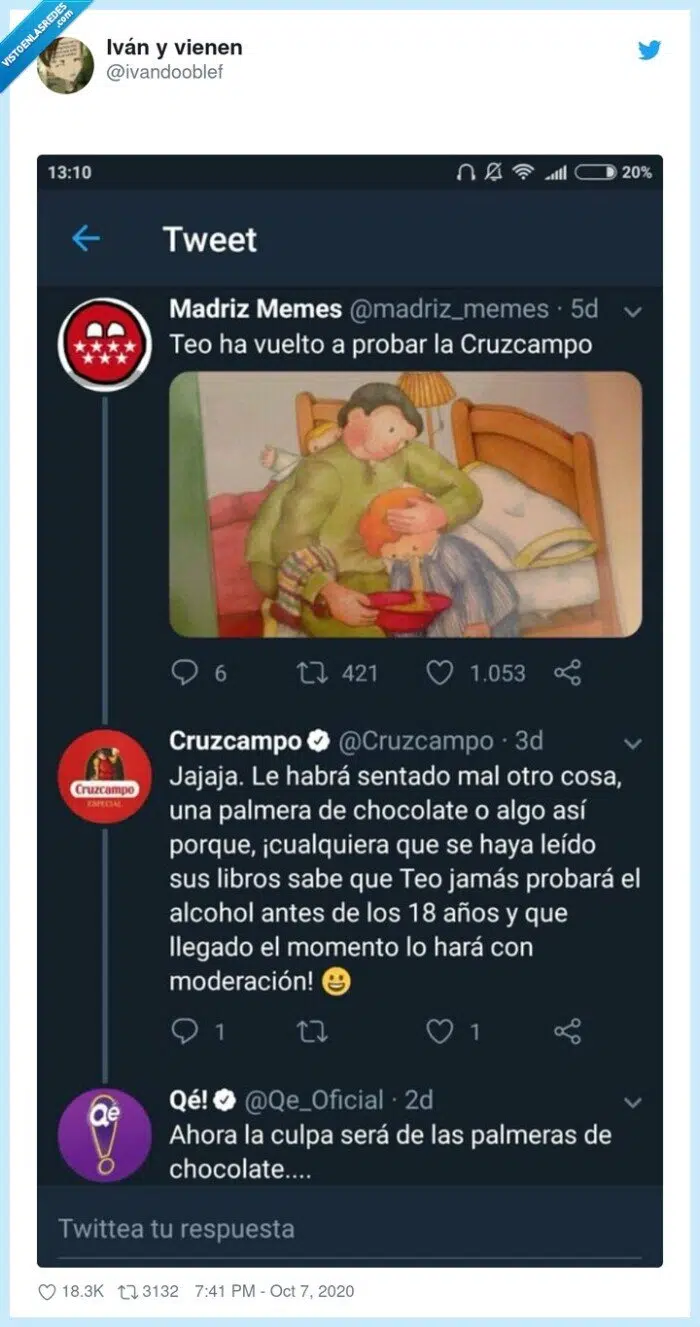 VISTOENLASREDES
.com
Iván y vienen
@ivandooblef
13:10
20%
Tweet
Madriz Memes @madriz_memes · 5d
Teo ha vuelto a probar la Cruzcampo
6 421 1.053
Cruzcampo @Cruzcampo · 3d
Jajaja. Le habrá sentado mal otro cosa,
una palmera de chocolate o algo así
porque, ¡cualquiera que se haya leído
sus libros sabe que Teo jamás probará el
alcohol antes de los 18 años y que
llegado el momento lo hará con
moderación! 😀
Cruzcampo
ESPECIAL
1 1
Qé! @Qe_Oficial · 2d
Qé
Ahora la culpa será de las palmeras de
chocolate....
Twittea tu respuesta
18.3K 3132 7:41 PM - Oct 7, 2020